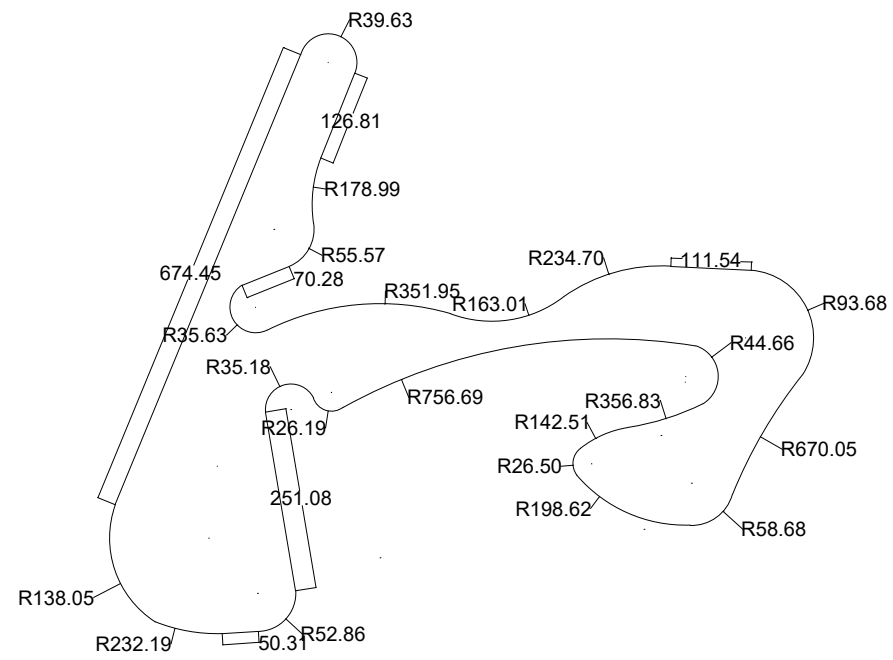 R39.63
126.81
R178.99
R55.57
674.45
70.28
R234.70
111.54
R351.95
R163.01
R93.68
R35.63
R44.66
R35.18
R756.69
R356.83
R142.51
R26.19
R670.05
R26.50
251.08
R198.62
R58.68
R138.05
R52.86
R232.19
50.31